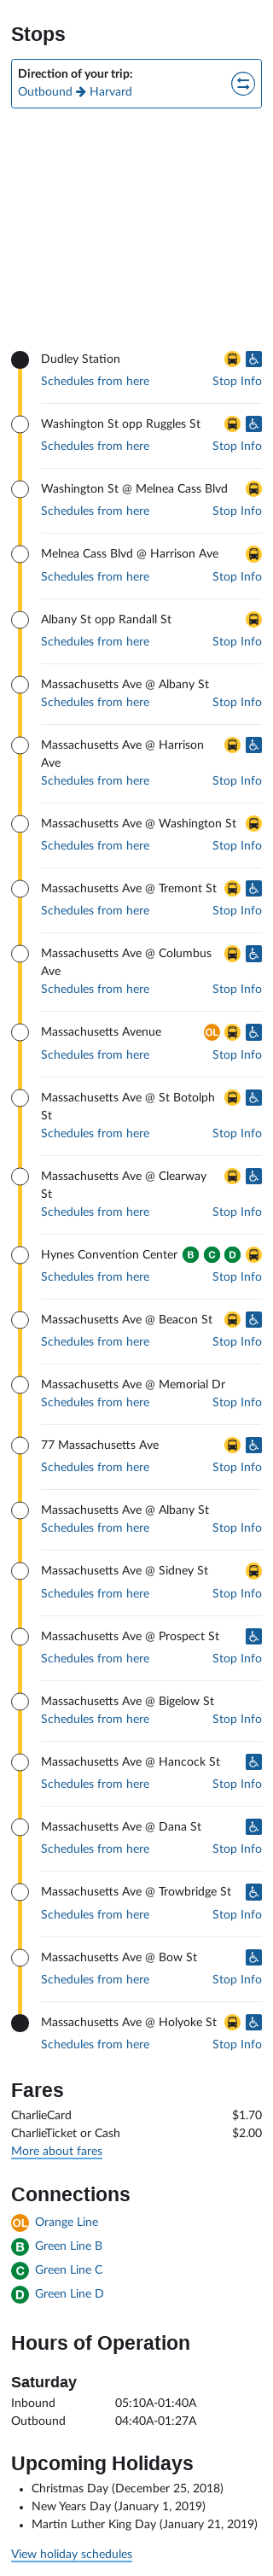 Stops
Direction of your trip:
Outbound → Harvard
Dudley Station
Schedules from here Stop Info
Washington St opp Ruggles St
Schedules from here Stop Info
Washington St @ Melnea Cass Blvd
Schedules from here Stop Info
Melnea Cass Blvd @ Harrison Ave
Schedules from here Stop Info
Albany St opp Randall St
Schedules from here Stop Info
Massachusetts Ave @ Albany St
Schedules from here Stop Info
Massachusetts Ave @ Harrison
Ave
Schedules from here Stop Info
Massachusetts Ave @ Washington St
Schedules from here Stop Info
Massachusetts Ave @ Tremont St
Schedules from here Stop Info
Massachusetts Ave @ Columbus
Ave
Schedules from here Stop Info
Massachusetts Avenue OL
Schedules from here Stop Info
Massachusetts Ave @ St Botolph
St
Schedules from here Stop Info
Massachusetts Ave @ Clearway
St
Schedules from here Stop Info
Hynes Convention Center B C D
Schedules from here Stop Info
Massachusetts Ave @ Beacon St
Schedules from here Stop Info
Massachusetts Ave @ Memorial Dr
Schedules from here Stop Info
77 Massachusetts Ave
Schedules from here Stop Info
Massachusetts Ave @ Albany St
Schedules from here Stop Info
Massachusetts Ave @ Sidney St
Schedules from here Stop Info
Massachusetts Ave @ Prospect St
Schedules from here Stop Info
Massachusetts Ave @ Bigelow St
Schedules from here Stop Info
Massachusetts Ave @ Hancock St
Schedules from here Stop Info
Massachusetts Ave @ Dana St
Schedules from here Stop Info
Massachusetts Ave @ Trowbridge St
Schedules from here Stop Info
Massachusetts Ave @ Bow St
Schedules from here Stop Info
Massachusetts Ave @ Holyoke St
Schedules from here Stop Info
Fares
CharlieCard $1.70
CharlieTicket or Cash $2.00
More about fares
Connections
OL Orange Line
B Green Line B
C Green Line C
D Green Line D
Hours of Operation
Saturday
Inbound 05:10A-01:40A
Outbound 04:40A-01:27A
Upcoming Holidays
• Christmas Day (December 25, 2018)
• New Years Day (January 1, 2019)
• Martin Luther King Day (January 21, 2019)
View holiday schedules